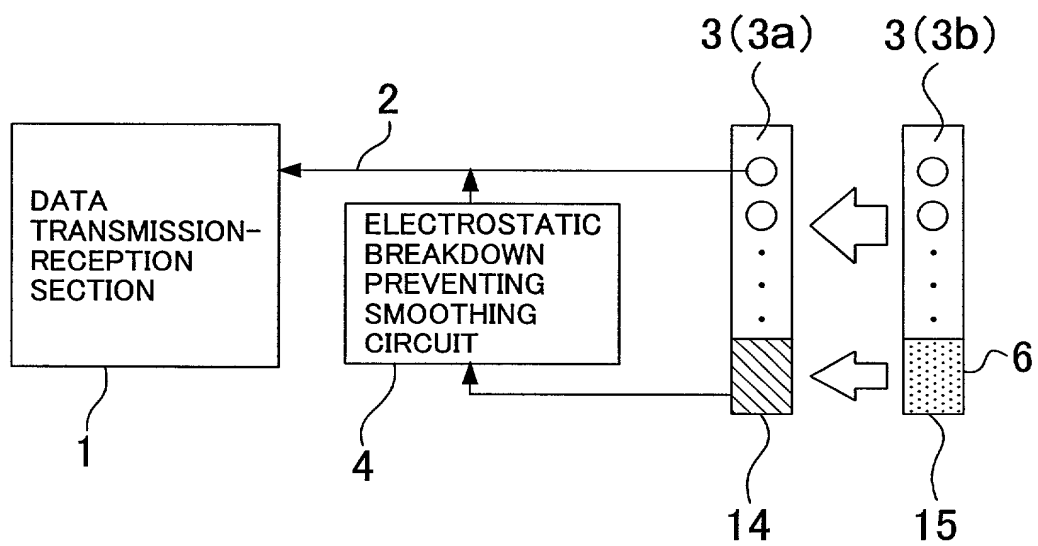 3(3a)
3(3b)
2
DATA
TRANSMISSION-
RECEPTION
SECTION
ELECTROSTATIC
BREAKDOWN
PREVENTING
SMOOTHING
CIRCUIT
6
1
4
14
15